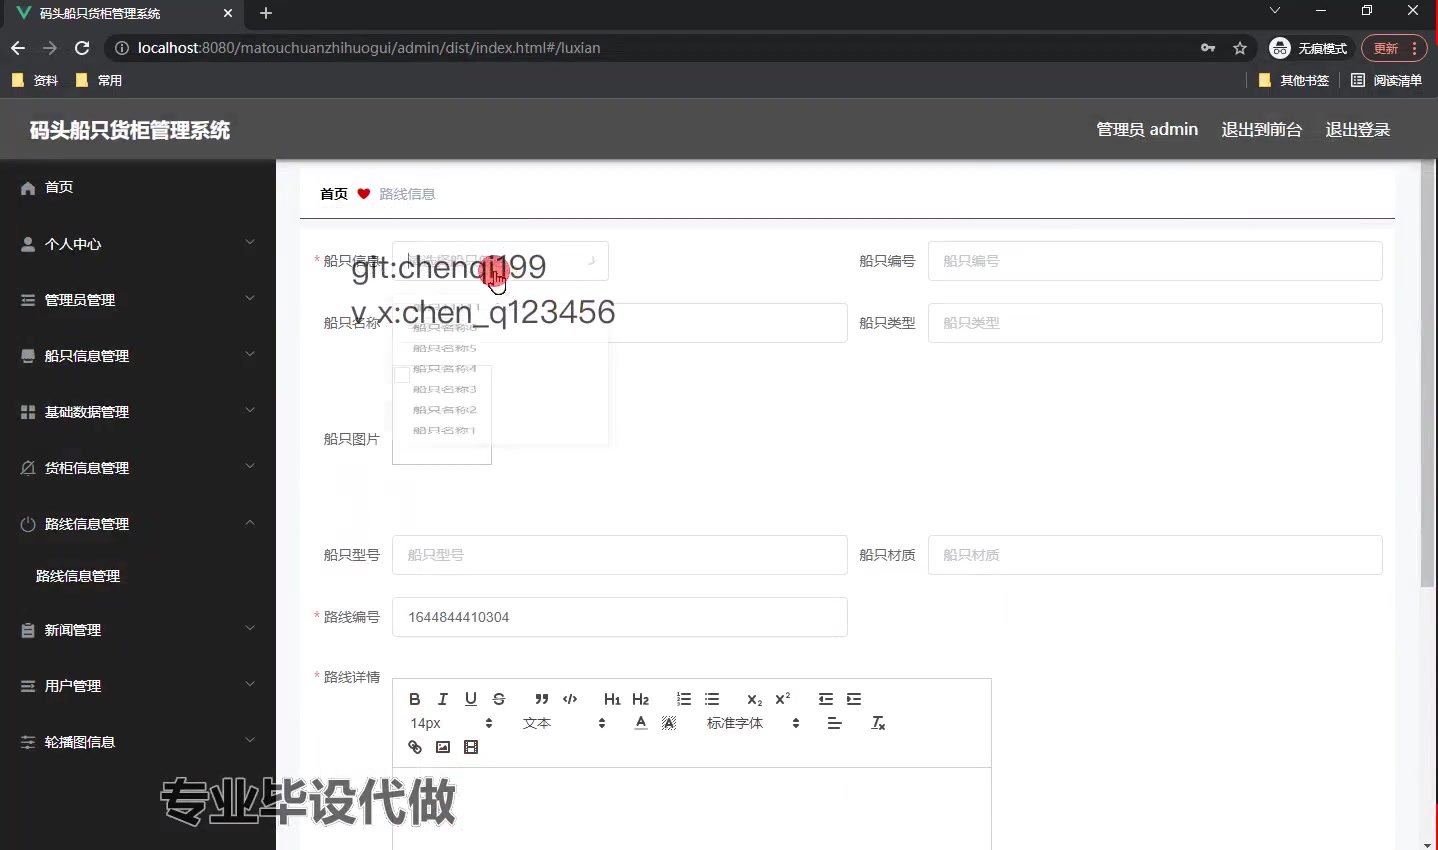 码头船只货柜管理系统
localhost:8080/matouchuanzhihuogui/admin/dist/index.html#/luxian
无痕模式
更新
资料
常用
其他书签
阅读清单
码头船只货柜管理系统
管理员 admin
退出到前台
退出登录
首页
个人中心
管理员管理
船只信息管理
基础数据管理
货柜信息管理
路线信息管理
路线信息管理
新闻管理
用户管理
轮播图信息
首页
路线信息
* 船只信息
git:chenqi199
v x:chen_q123456
船只编号
船只编号
船只名称
船只类型
船只类型
船只名称6
船只名称5
船只名称4
船只名称3
船只名称2
船只名称1
船只图片
船只型号
船只型号
船只材质
船只材质
* 路线编号
1644844410304
* 路线详情
B I U S ” </> H1 H2 X₂ X²
14px
文本
A A
标准字体
Tx
专业毕设代做